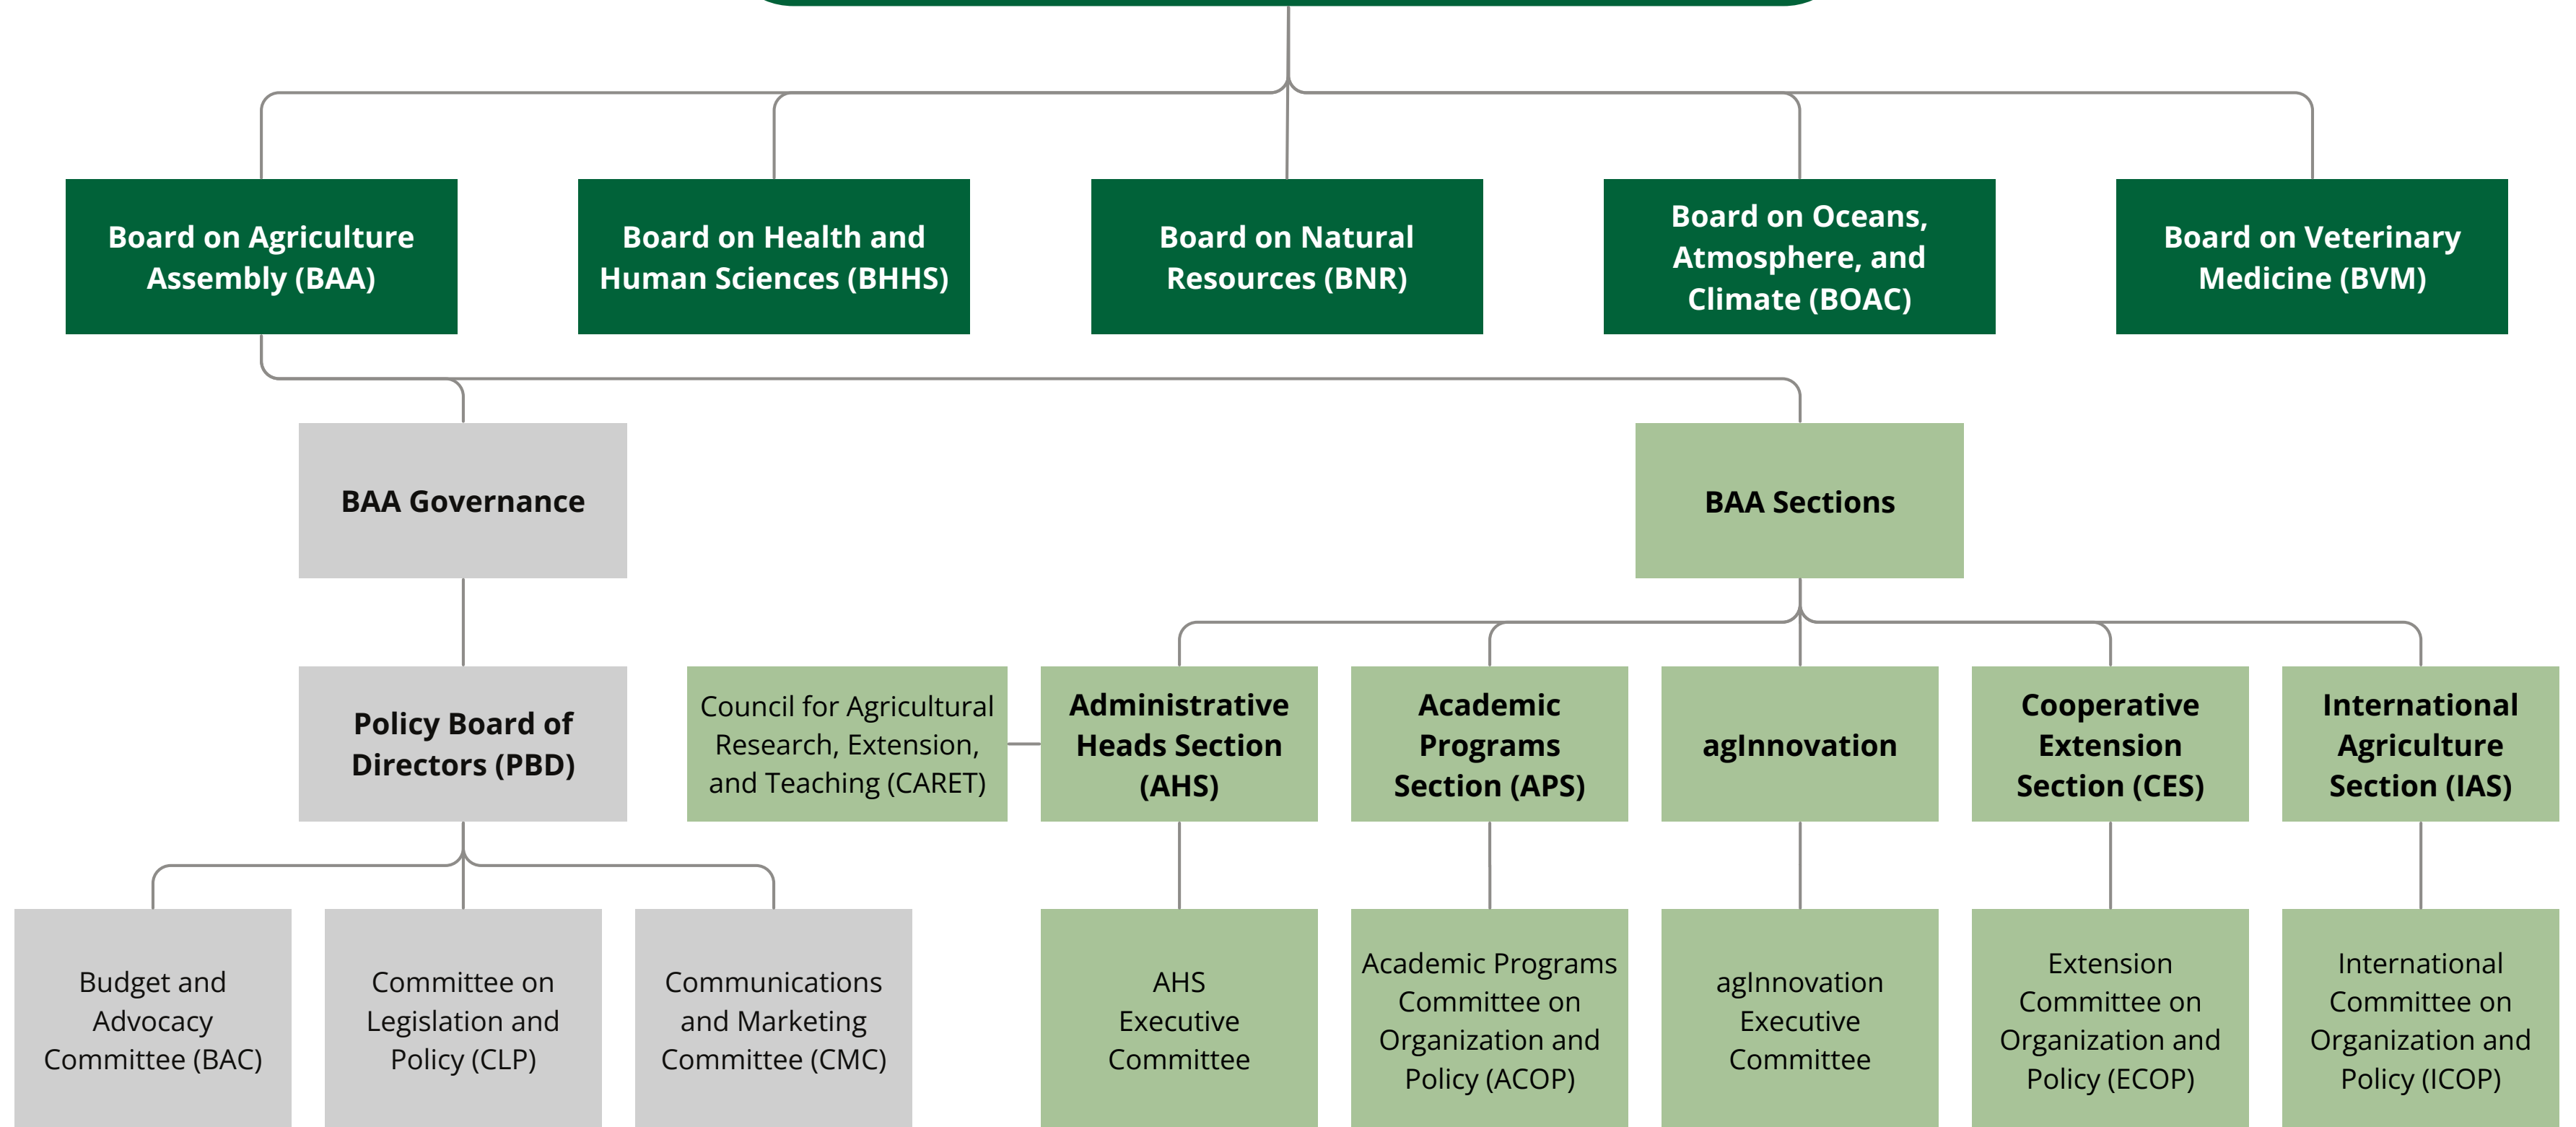 Board on Agriculture
Assembly (BAA)
Board on Health and
Human Sciences (BHHS)
Board on Natural
Resources (BNR)
Board on Oceans,
Atmosphere, and
Climate (BOAC)
Board on Veterinary
Medicine (BVM)
BAA Governance
BAA Sections
Policy Board of
Directors (PBD)
Council for Agricultural
Research, Extension,
and Teaching (CARET)
Administrative
Heads Section
(AHS)
Academic
Programs
Section (APS)
agInnovation
Cooperative
Extension
Section (CES)
International
Agriculture
Section (IAS)
Budget and
Advocacy
Committee (BAC)
Committee on
Legislation and
Policy (CLP)
Communications
and Marketing
Committee (CMC)
AHS
Executive
Committee
Academic Programs
Committee on
Organization and
Policy (ACOP)
agInnovation
Executive
Committee
Extension
Committee on
Organization and
Policy (ECOP)
International
Committee on
Organization and
Policy (ICOP)